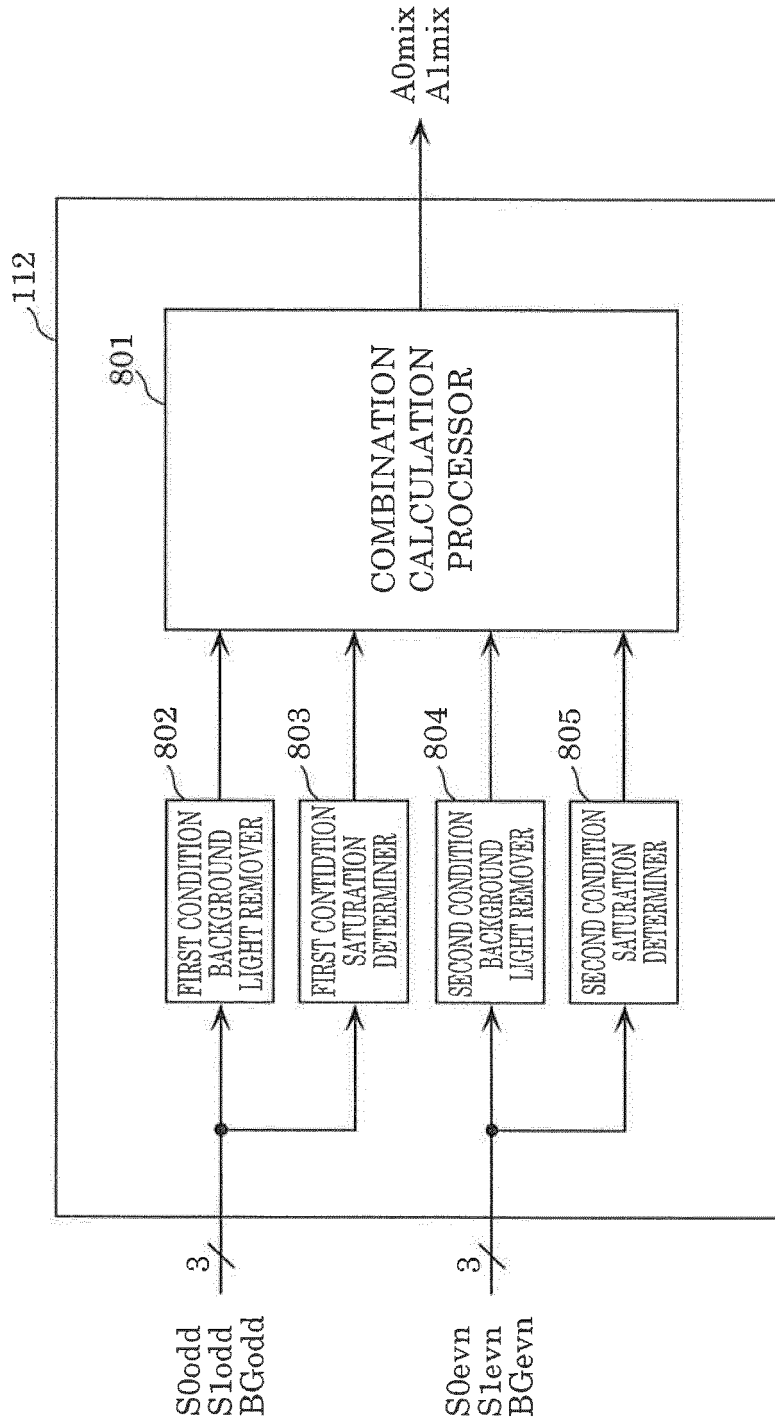 112
801
COMBINATION
CALCULATION
PROCESSOR
A0mix
A1mix
802
FIRST CONDITION
BACKGROUND
LIGHT REMOVER
803
FIRST CONTIDTION
SATURATION
DETERMINER
804
SECOND CONDITION
BACKGROUND
LIGHT REMOVER
805
SECOND CONDITION
SATURATION
DETERMINER
3
S0odd
S1odd
BGodd
3
S0evn
S1evn
BGevn